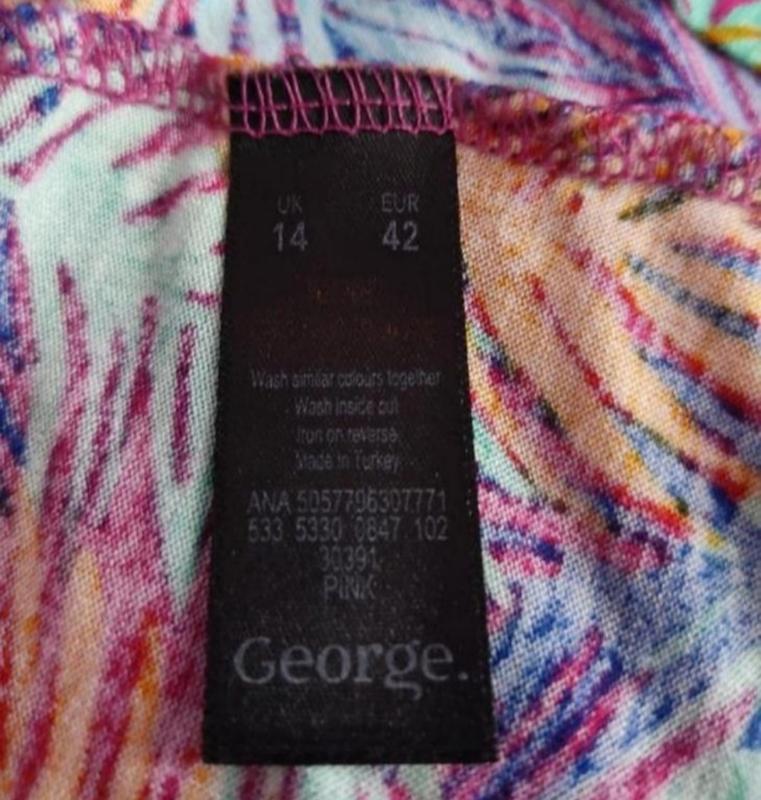 UK EUR
14 42
Wash similar colours together
Wash inside out
Iron on reverse
Made in Turkey
ANA 5057796307771
533 5330 0847 102
30391
PINK
George.